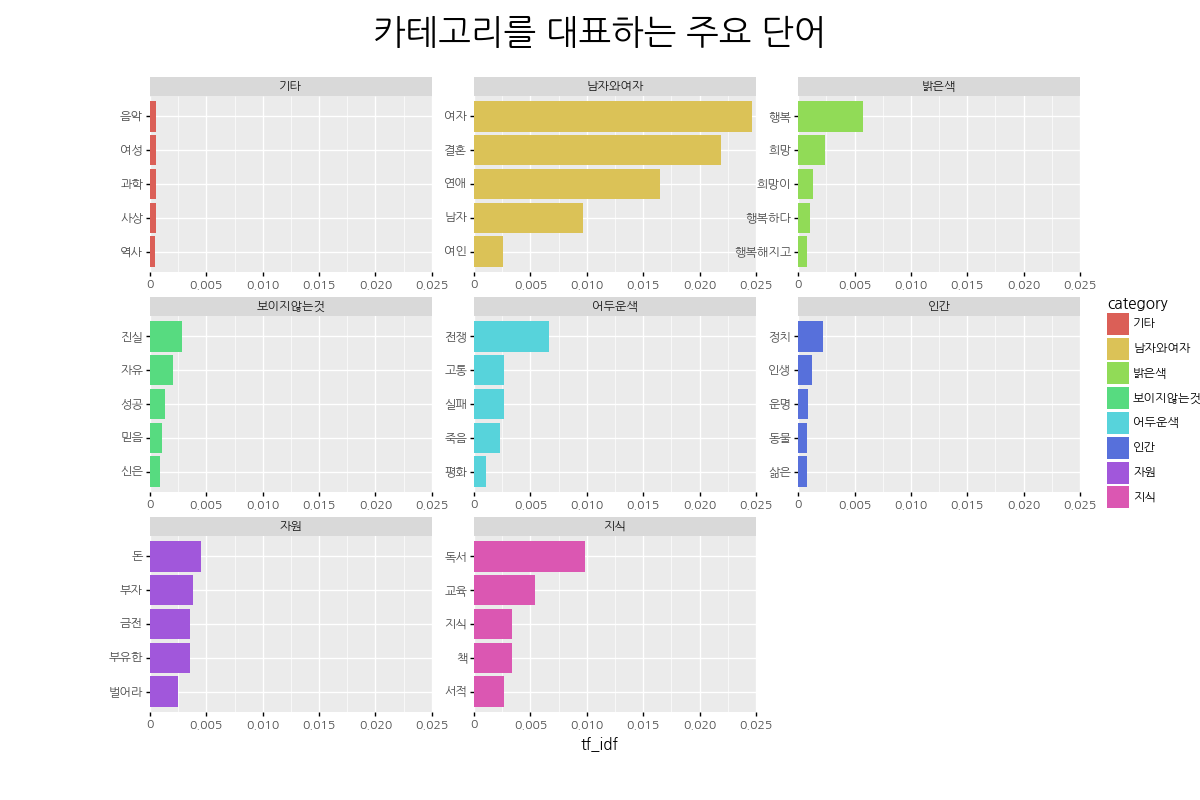 카테고리를 대표하는 주요 단어
기타
음악
여성
과학
사상
역사
0 0.005 0.010 0.015 0.020 0.025
남자와여자
여자
결혼
연애
남자
여인
0 0.005 0.010 0.015 0.020 0.025
밝은색
행복
희망
희망이
행복하다
행복해지고
0 0.005 0.010 0.015 0.020 0.025
보이지않는것
진실
자유
성공
믿음
신은
0 0.005 0.010 0.015 0.020 0.025
어두운색
전쟁
고통
실패
죽음
평화
0 0.005 0.010 0.015 0.020 0.025
인간
정치
인생
운명
동물
삶은
0 0.005 0.010 0.015 0.020 0.025
자원
돈
부자
금전
부유한
벌어라
0 0.005 0.010 0.015 0.020 0.025
지식
독서
교육
지식
책
서적
0 0.005 0.010 0.015 0.020 0.025
tf_idf
category
기타
남자와여자
밝은색
보이지않는것
어두운색
인간
자원
지식